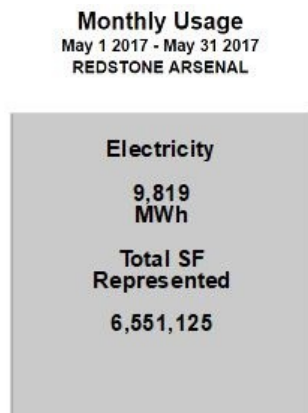 Monthly Usage
May 1 2017 - May 31 2017
REDSTONE ARSENAL
Electricity
9,819
MWh
Total SF
Represented
6,551,125